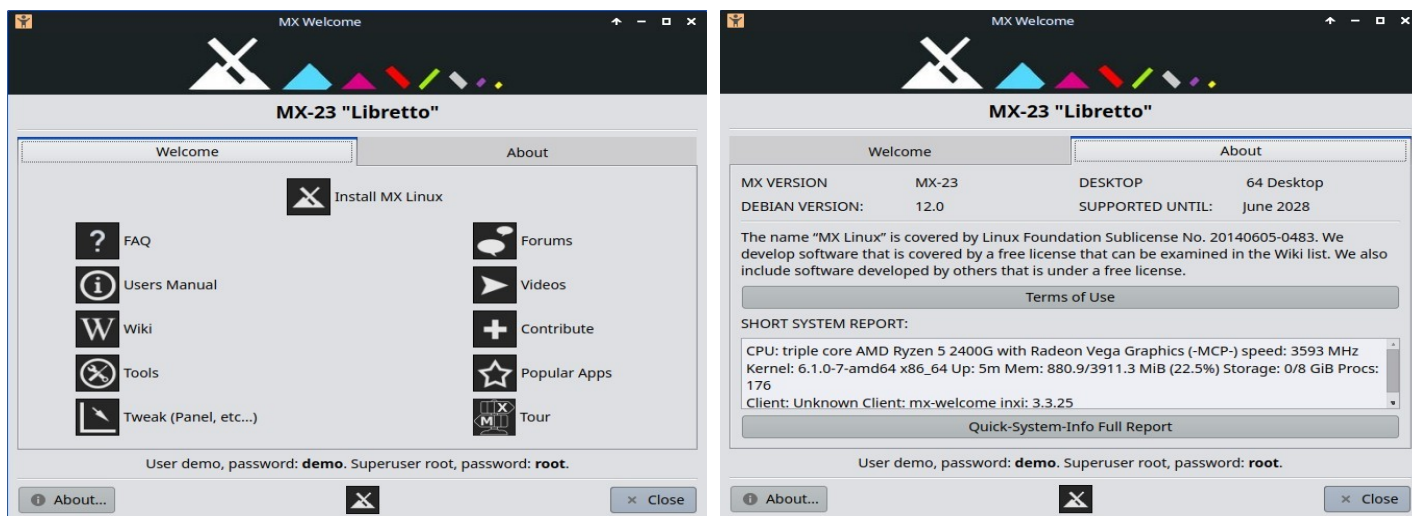 MX Welcome
MX-23 "Libretto"
Welcome
About
Install MX Linux
? FAQ
Forums
Users Manual
Videos
W Wiki
Contribute
Tools
Popular Apps
Tweak (Panel, etc...)
M X Tour
User demo, password: demo. Superuser root, password: root.
About...
Close
MX Welcome
MX-23 "Libretto"
Welcome
About
MX VERSION MX-23 DESKTOP 64 Desktop
DEBIAN VERSION: 12.0 SUPPORTED UNTIL: June 2028
The name “MX Linux” is covered by Linux Foundation Sublicense No. 20140605-0483. We
develop software that is covered by a free license that can be examined in the Wiki list. We also
include software developed by others that is under a free license.
Terms of Use
SHORT SYSTEM REPORT:
CPU: triple core AMD Ryzen 5 2400G with Radeon Vega Graphics (-MCP-) speed: 3593 MHz
Kernel: 6.1.0-7-amd64 x86_64 Up: 5m Mem: 880.9/3911.3 MiB (22.5%) Storage: 0/8 GiB Procs:
176
Client: Unknown Client: mx-welcome inxi: 3.3.25
Quick-System-Info Full Report
User demo, password: demo. Superuser root, password: root.
About...
Close